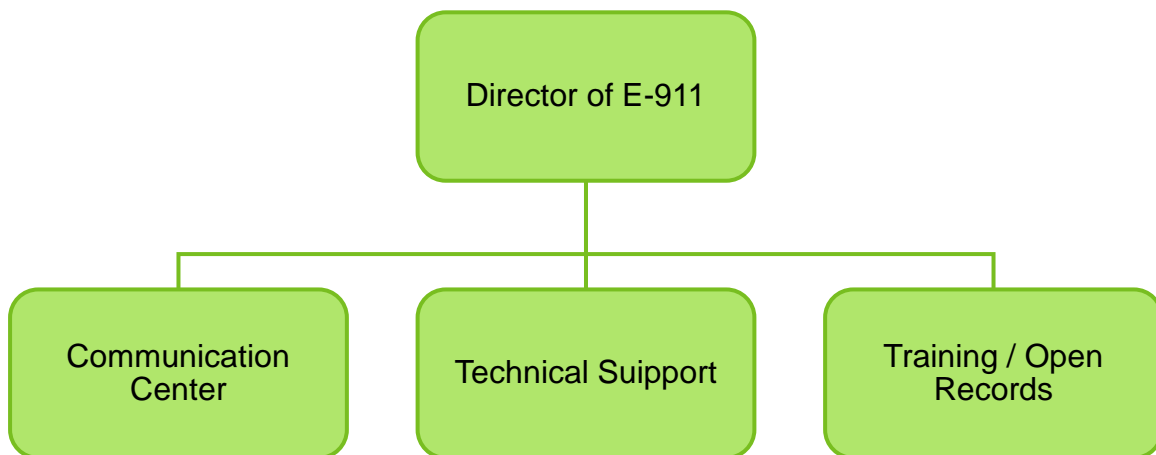 Director of E-911
Communication
Center
Technical Suipport
Training / Open
Records